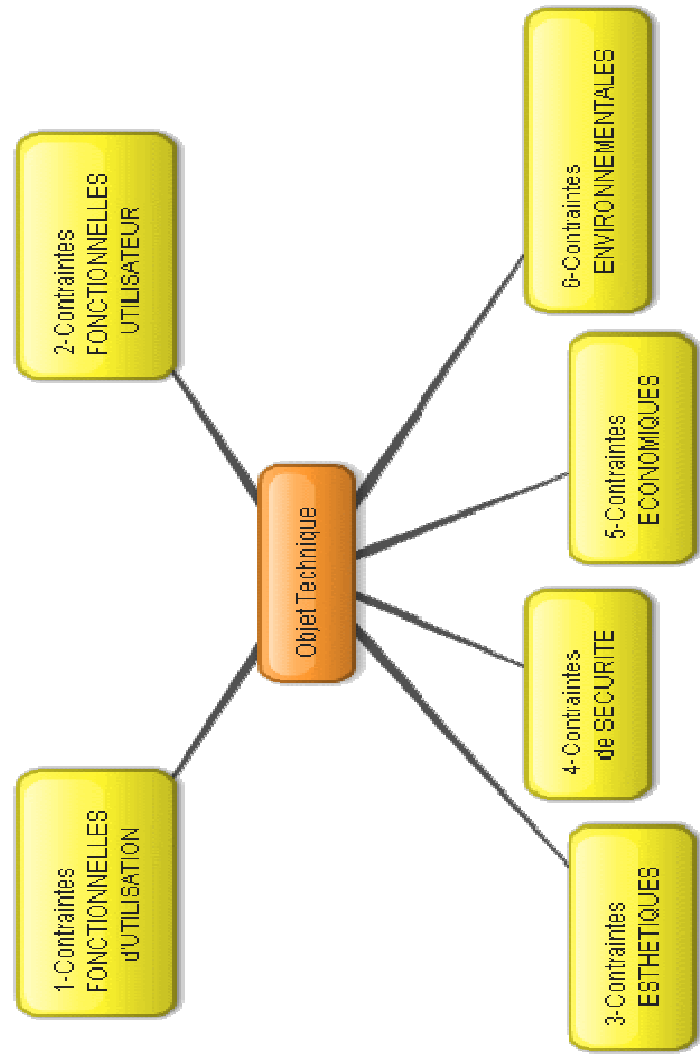 1-Contraintes
FONCTIONNELLES
d'UTILISATION
2-Contraintes
FONCTIONNELLES
UTILISATEUR
Objet Technique
3-Contraintes
ESTHETIQUES
4-Contraintes
de SECURITE
5-Contraintes
ECONOMIQUES
6-Contraintes
ENVIRONNEMENTALES